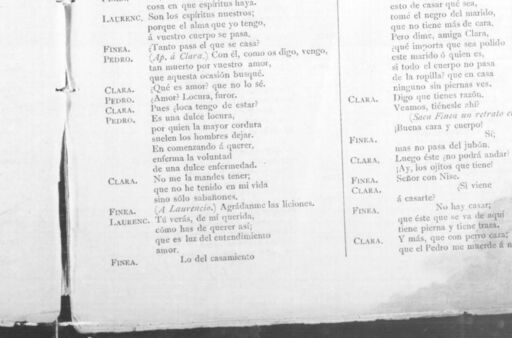 cosa en que espíritus haya.
LAURENC. Son los espíritus nuestros;
porque el alma que yo tengo,
á vuestro cuerpo se pasa.
FINEA. ¿Tanto pasa el que se casa?
PEDRO. (Ap. á Clara.) Con él, como os digo, vengo,
tan muerto por vuestro amor,
que aquesta ocasión busqué.
CLARA. ¿Qué es amor? que no lo sé.
PEDRO. ¿Amor? Locura, furor.
CLARA. Pues ¿loca tengo de estar?
PEDRO. Es una dulce locura,
por quien la mayor cordura
suelen los hombres dejar.
En comenzando á querer,
enferma la voluntad
de una dulce enfermedad.
CLARA. No me la mandes tener;
que no he tenido en mi vida
sino sólo sabañones.
FINEA. (A Laurencio.) Agrádanme las liciones.
LAURENC. Tú verás, de mí querida,
cómo has de querer así;
que es luz del entendimiento
amor.
FINEA. Lo del casamiento
esto de casar qué sea,
tomé el negro del marido,
que no tiene más de cara.
Pero dime, amiga Clara,
¿qué importa que sea polido
este marido ó quien es,
si todo el cuerpo no pasa
de la ropilla? que en casa
ninguno sin piernas ves.
CLARA. Digo que tienes razón.
Veamos, ¿tiénesle ahí?
(Saca Finea un retrato
¡Buena cara y cuerpo!
FINEA. Sí;
mas no pasa del jubón.
CLARA. Luego éste ¡no podrá andar!
¡Ay, los ojitos que tiene!
FINEA. Señor con Nise.
CLARA. ¿Si viene
á casarte?
FINEA. No hay casar;
que éste que se va de aquí
tiene pierna y tiene traza.
CLARA. Y más, que con perro caza;
que el Pedro me muerde á